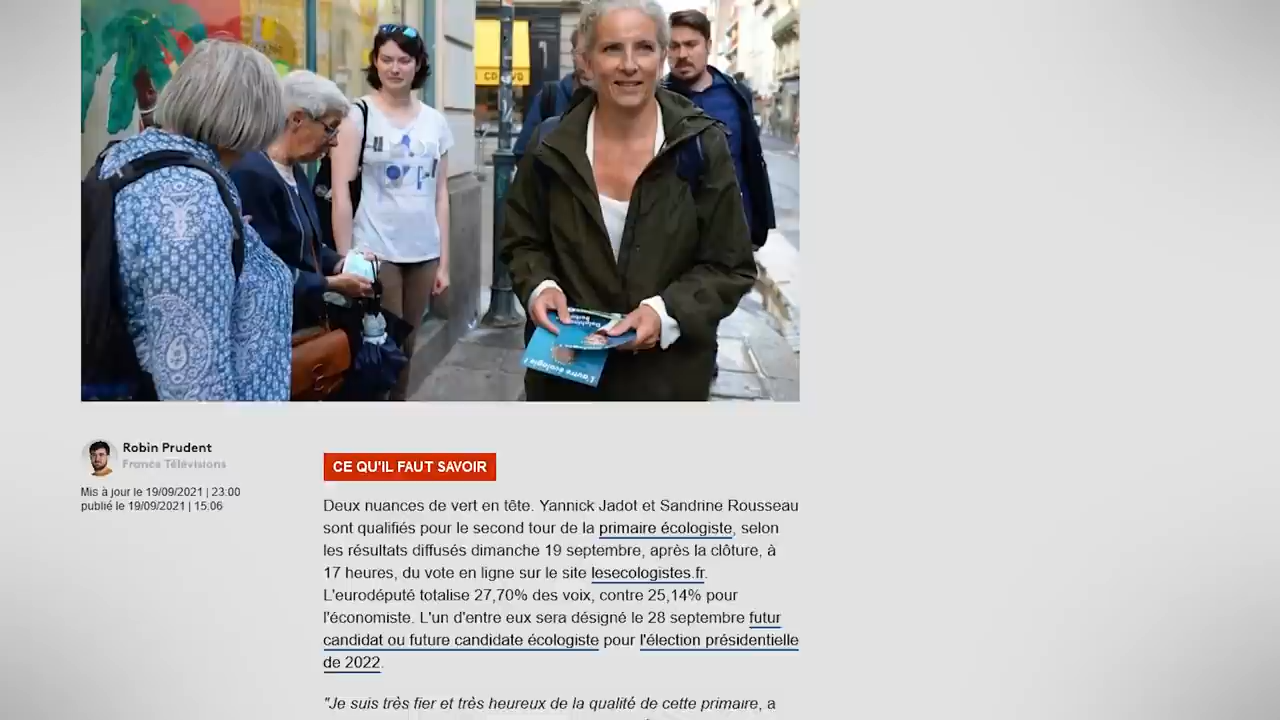 CD DVD
L'autre écologie !
Delphine
Robin Prudent
France Télévisions
Mis à jour le 19/09/2021 | 23:00
publié le 19/09/2021 | 15:06
CE QU'IL FAUT SAVOIR
Deux nuances de vert en tête. Yannick Jadot et Sandrine Rousseau
sont qualifiés pour le second tour de la primaire écologiste, selon
les résultats diffusés dimanche 19 septembre, après la clôture, à
17 heures, du vote en ligne sur le site lesecologistes.fr.
L'eurodéputé totalise 27,70% des voix, contre 25,14% pour
l'économiste. L'un d'entre eux sera désigné le 28 septembre futur
candidat ou future candidate écologiste pour l'élection présidentielle
de 2022.
"Je suis très fier et très heureux de la qualité de cette primaire, a